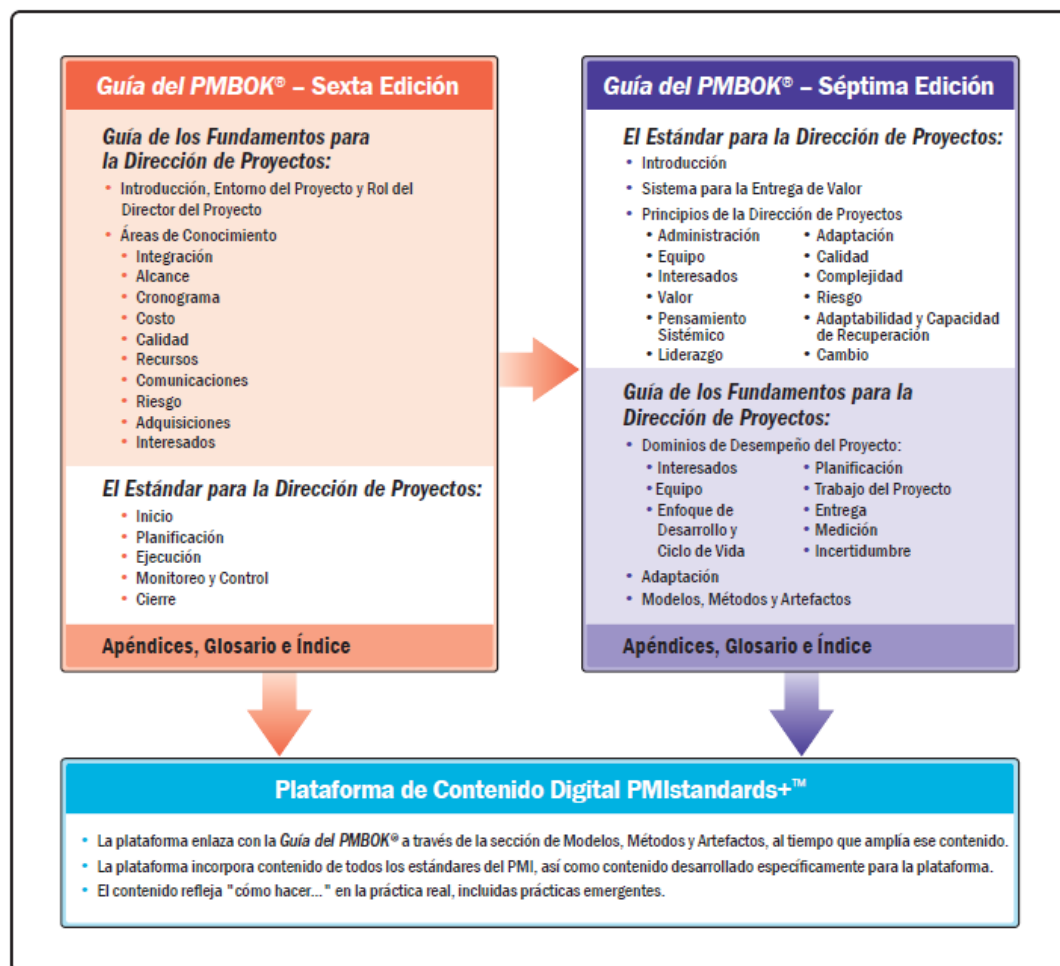 Guía del PMBOK® – Sexta Edición
Guía de los Fundamentos para
la Dirección de Proyectos:
• Introducción, Entorno del Proyecto y Rol del
Director del Proyecto
• Áreas de Conocimiento
• Integración
• Alcance
• Cronograma
• Costo
• Calidad
• Recursos
• Comunicaciones
• Riesgo
• Adquisiciones
• Interesados
El Estándar para la Dirección de Proyectos:
• Inicio
• Planificación
• Ejecución
• Monitoreo y Control
• Cierre
Apéndices, Glosario e Índice
Guía del PMBOK® – Séptima Edición
El Estándar para la Dirección de Proyectos:
• Introducción
• Sistema para la Entrega de Valor
• Principios de la Dirección de Proyectos
• Administración
• Equipo
• Interesados
• Valor
• Pensamiento
Sistémico
• Liderazgo
• Adaptación
• Calidad
• Complejidad
• Riesgo
• Adaptabilidad y Capacidad
de Recuperación
• Cambio
Guía de los Fundamentos para la
Dirección de Proyectos:
• Dominios de Desempeño del Proyecto:
• Interesados
• Equipo
• Enfoque de
Desarrollo y
Ciclo de Vida
• Planificación
• Trabajo del Proyecto
• Entrega
• Medición
• Incertidumbre
• Adaptación
• Modelos, Métodos y Artefactos
Apéndices, Glosario e Índice
Plataforma de Contenido Digital PMIstandards+™
• La plataforma enlaza con la Guía del PMBOK® a través de la sección de Modelos, Métodos y Artefactos, al tiempo que amplía ese contenido.
• La plataforma incorpora contenido de todos los estándares del PMI, así como contenido desarrollado específicamente para la plataforma.
• El contenido refleja "cómo hacer..." en la práctica real, incluidas prácticas emergentes.